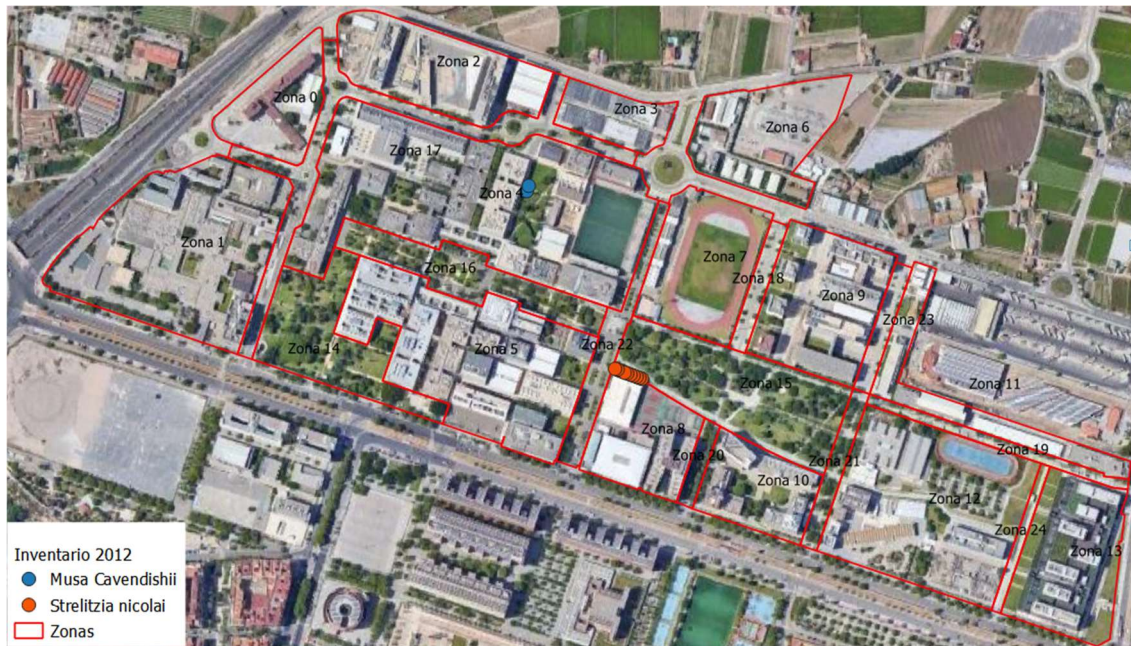 Zona 2
Zona 0
Zona 3
Zona 6
Zona 17
Zona 4
Zona 1
Zona 16
Zona 7
Zona 18
Zona 9
Zona 23
Zona 14
Zona 5
Zona 22
Zona 15
Zona 11
Zona 8
Zona 20
Zona 21
Zona 19
Zona 10
Zona 12
Zona 24
Zona 13
Inventario 2012
Musa Cavendishii
Strelitzia nicolai
Zonas